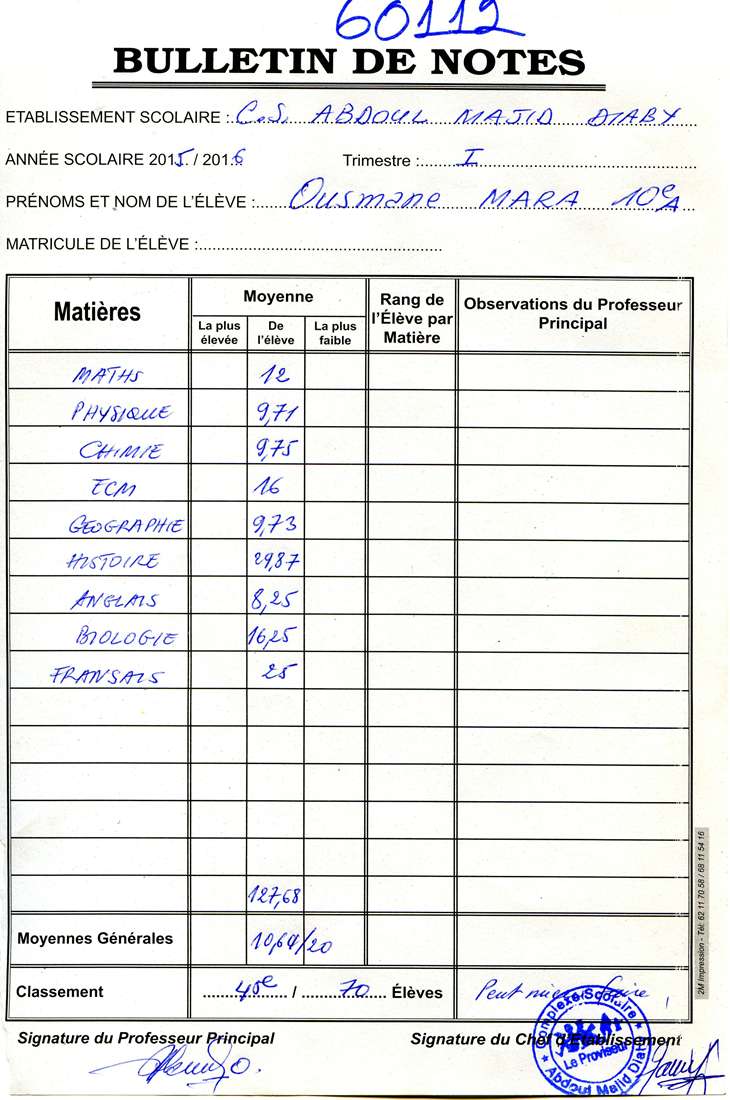 60112
BULLETIN DE NOTES
ETABLISSEMENT SCOLAIRE : C.S. ABDOUL MAJID DIABY
ANNÉE SCOLAIRE 2015 / 2016 Trimestre : I
PRÉNOMS ET NOM DE L'ÉLÈVE : Ousmane MARA 10e A
MATRICULE DE L'ÉLÈVE :
Matières Moyenne Rang de l'Élève par Matière Observations du Professeur Principal
La plus élevée De l'élève La plus faible
MATHS 12
PHYSIQUE 9,71
CHIMIE 9,75
ECM 16
GEOGRAPHIE 9,73
HISTOIRE 29,87
ANGLAIS 8,25
BIOLOGIE 16,25
FRANSAIS 25
127,68
Moyennes Générales 10,64/20
Classement 45e / 70 Élèves Peut mieux faire
Signature du Professeur Principal Signature du Chef d'Etablissement
Complexe Scolaire
Le Proviseur
Abdoul Majid Diaby
2M Impression - Tél: 62 11 70 58 / 68 11 54 16